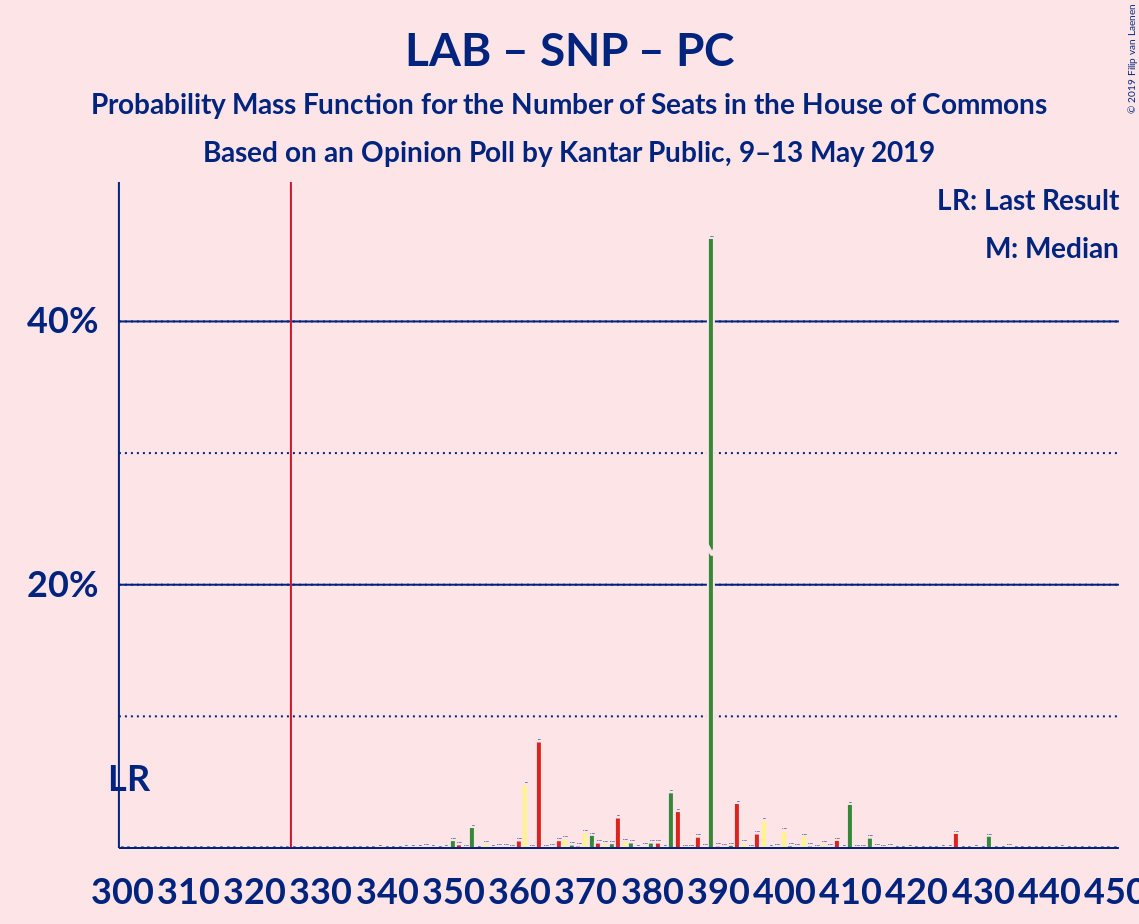 LAB – SNP – PC
Probability Mass Function for the Number of Seats in the House of Commons
Based on an Opinion Poll by Kantar Public, 9–13 May 2019
© 2019 Filip van Laenen
LR: Last Result
M: Median
40%
20%
LR
300 310 320 330 340 350 360 370 380 390 400 410 420 430 440 450